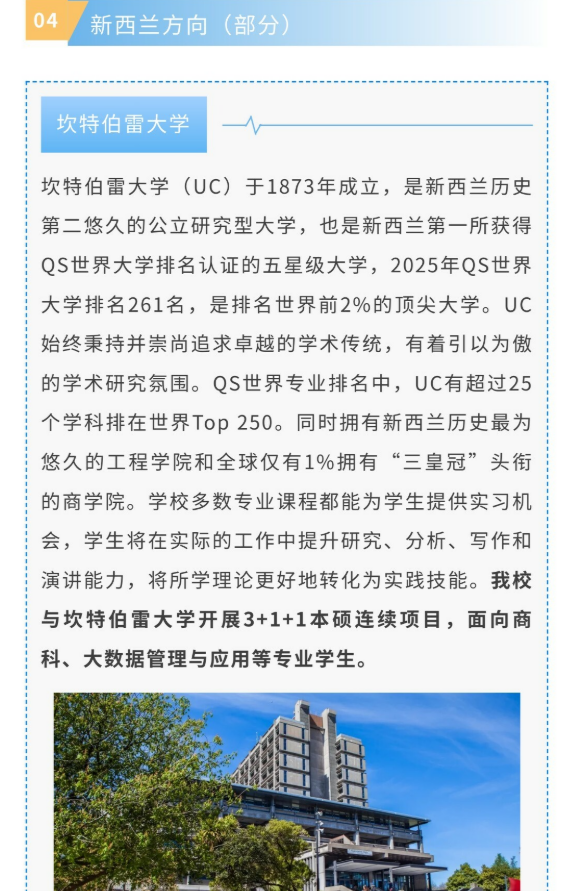 04
新西兰方向（部分）
坎特伯雷大学
坎特伯雷大学（UC）于1873年成立，是新西兰历史
第二悠久的公立研究型大学，也是新西兰第一所获得
QS世界大学排名认证的五星级大学，2025年QS世界
大学排名261名，是排名世界前2%的顶尖大学。UC
始终秉持并崇尚追求卓越的学术传统，有着引以为傲
的学术研究氛围。QS世界专业排名中，UC有超过25
个学科排在世界Top 250。同时拥有新西兰历史最为
悠久的工程学院和全球仅有1%拥有“三皇冠”头衔
的商学院。学校多数专业课程都能为学生提供实习机
会，学生将在实际的工作中提升研究、分析、写作和
演讲能力，将所学理论更好地转化为实践技能。我校
与坎特伯雷大学开展3+1+1本硕连续项目，面向商
科、大数据管理与应用等专业学生。